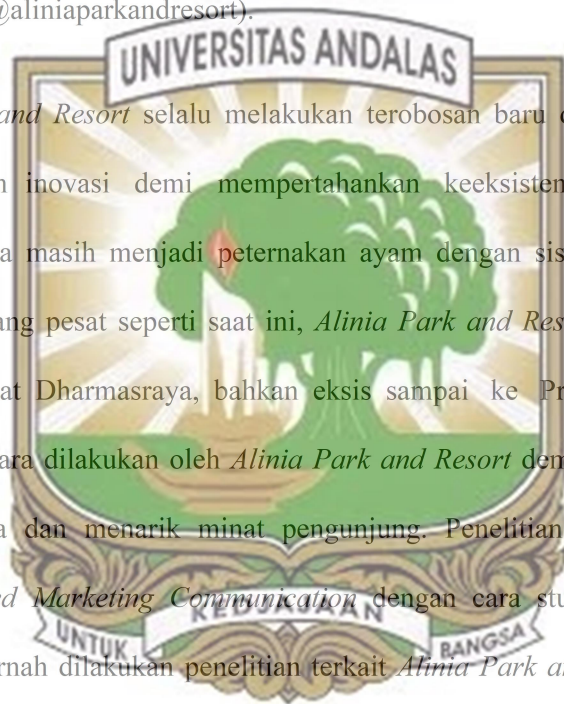 @aliniaparkandresort).
UNIVERSITAS ANDALAS
and Resort selalu melakukan terobosan baru
inovasi demi mempertahankan keeksisten
masih menjadi peternakan ayam dengan sis
ang pesat seperti saat ini, Alinia Park and Res
at Dharmasraya, bahkan eksis sampai ke Pr
ara dilakukan oleh Alinia Park and Resort dem
dan menarik minat pengunjung. Penelitian
ed Marketing Communication dengan cara stu
KEDJAJAAN
UNTUK BANGSA
rnah dilakukan penelitian terkait Alinia Park a